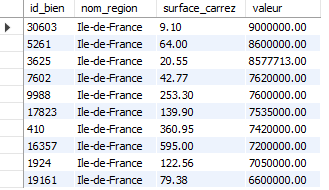 id_bien nom_region surface_carrez valeur
30603 Ile-de-France 9.10 9000000.00
5261 Ile-de-France 64.00 8600000.00
3625 Ile-de-France 20.55 8577713.00
7602 Ile-de-France 42.77 7620000.00
9988 Ile-de-France 253.30 7600000.00
17823 Ile-de-France 139.90 7535000.00
410 Ile-de-France 360.95 7420000.00
16357 Ile-de-France 595.00 7200000.00
1924 Ile-de-France 122.56 7050000.00
19161 Ile-de-France 79.38 6600000.00